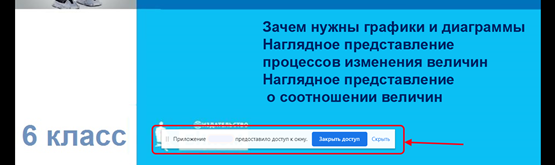 Зачем нужны графики и диаграммы
Наглядное представление
процессов изменения величин
Наглядное представление
о соотношении величин
6 класс
Приложение предоставило доступ к окну. Закрыть доступ Скрыть